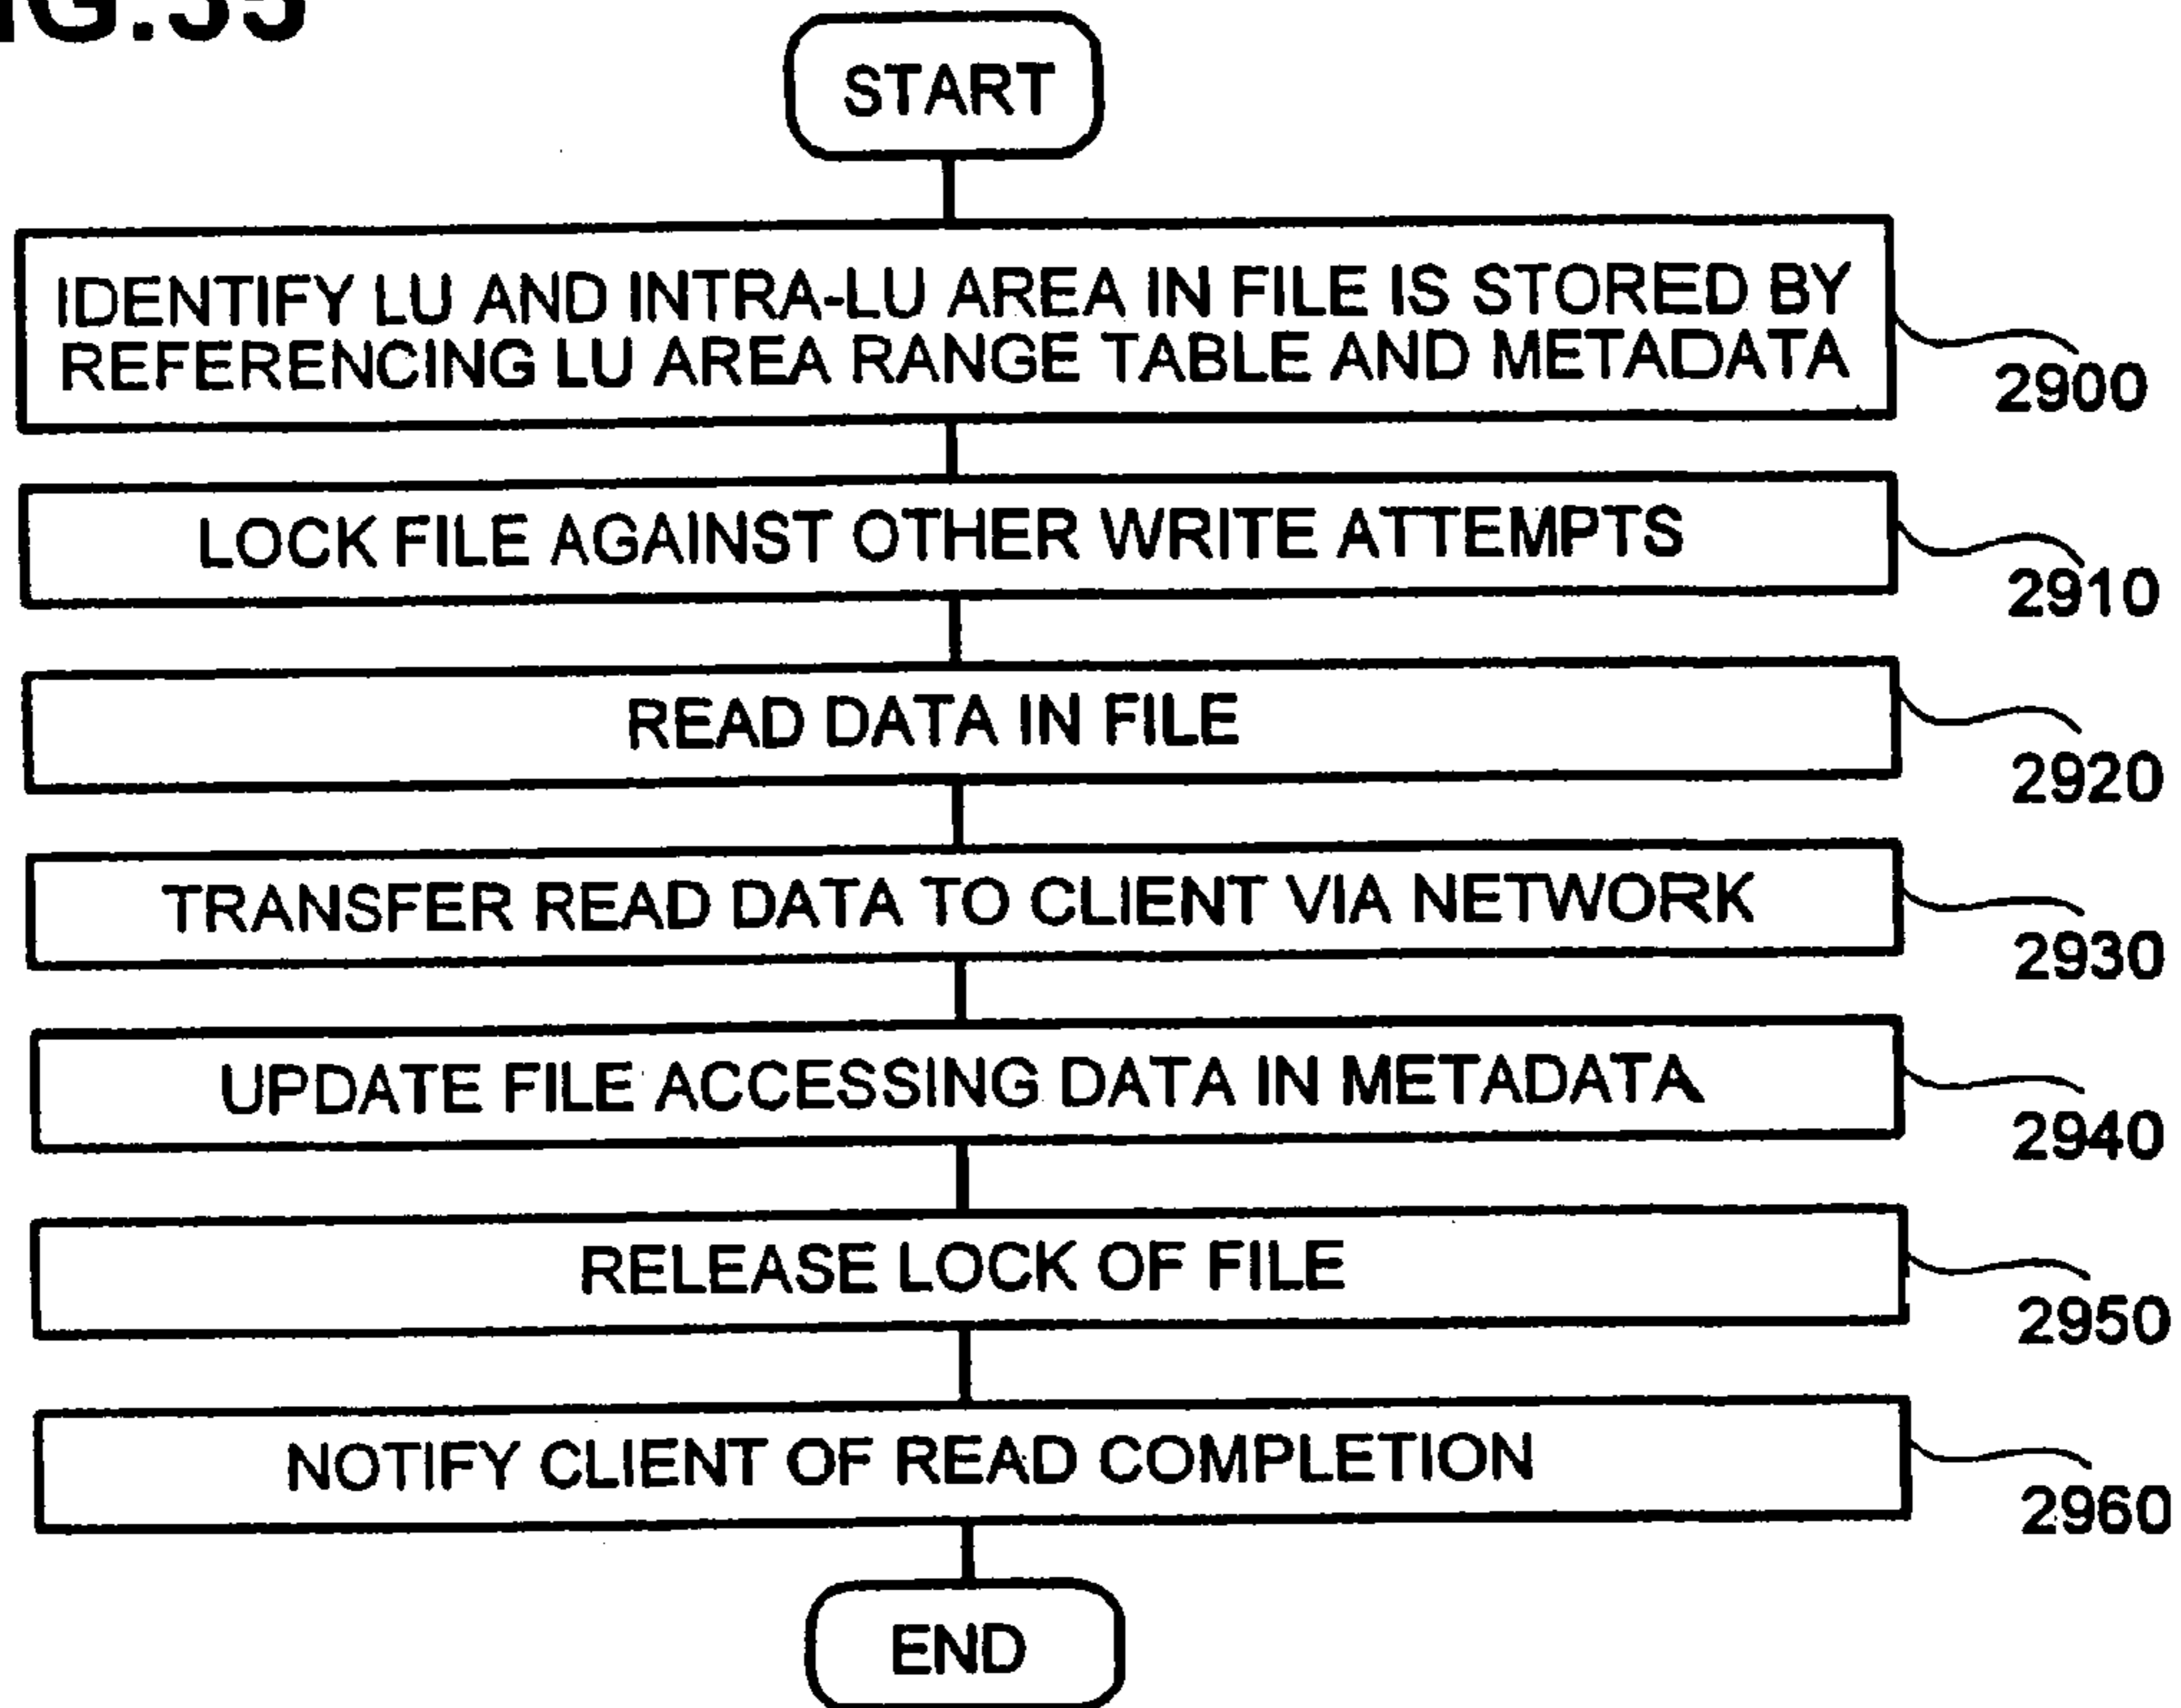 START
IDENTIFY LU AND INTRA-LU AREA IN FILE IS STORED BY
REFERENCING LU AREA RANGE TABLE AND METADATA
2900
LOCK FILE AGAINST OTHER WRITE ATTEMPTS
2910
READ DATA IN FILE
2920
TRANSFER READ DATA TO CLIENT VIA NETWORK
2930
UPDATE FILE ACCESSING DATA IN METADATA
2940
RELEASE LOCK OF FILE
2950
NOTIFY CLIENT OF READ COMPLETION
2960
END